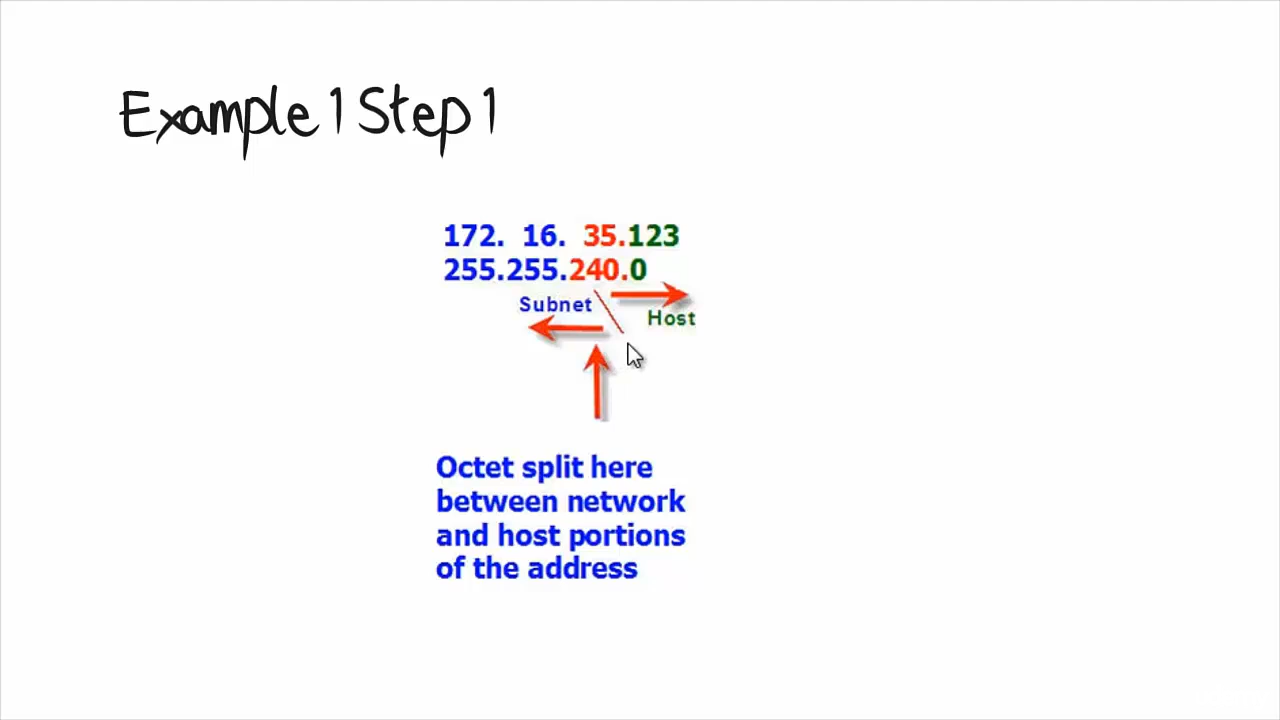 Example 1 Step 1
172. 16. 35.123
255.255.240.0
Subnet
Host
Octet split here
between network
and host portions
of the address